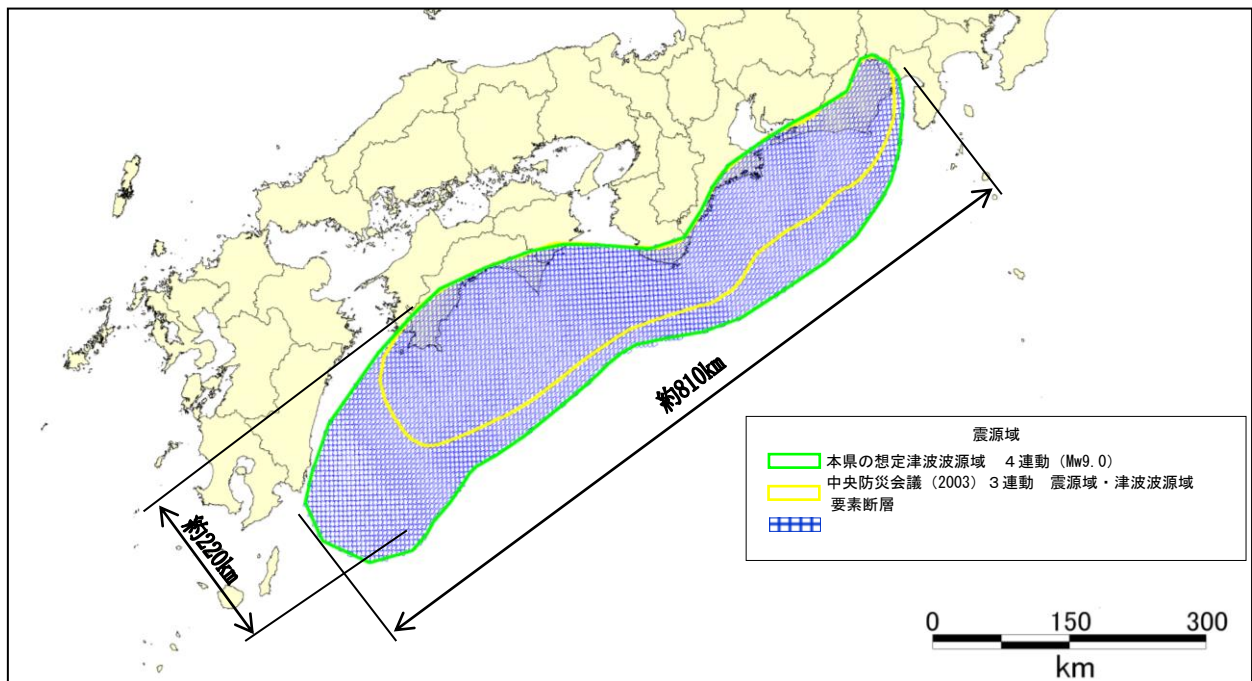 約810km
約220km
震源域
本県の想定津波波源域 4連動 (Mw9.0)
中央防災会議 (2003) 3連動 震源域・津波波源域
要素断層
0 150 300
km